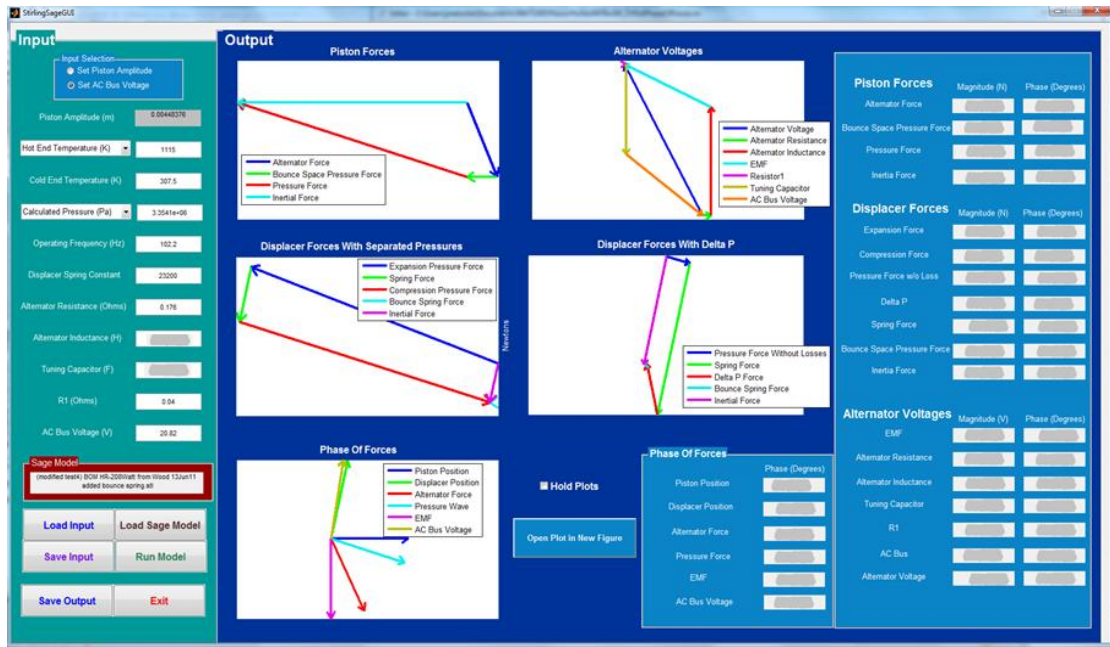 StirlingSageGUI
Input
Input Selection
Set Piston Amplitude
Set AC Bus Voltage
Piston Amplitude (m) 0.00448376
Hot End Temperature (K) 1115
Cold End Temperature (K) 307.5
Calculated Pressure (Pa) 3.3541e+06
Operating Frequency (Hz) 102.2
Displacer Spring Constant 23200
Alternator Resistance (Ohms) 0.176
Alternator Inductance (H)
Tuning Capacitor (F)
R1 (Ohms) 0.04
AC Bus Voltage (V) 20.82
Sage Model
(modified test4) BOM HR-208Watt from Wood 13Jun11
added bounce spring.stl
Load Input
Load Sage Model
Save Input
Run Model
Save Output
Exit
Output
Piston Forces
Alternator Force
Bounce Space Pressure Force
Pressure Force
Inertial Force
Alternator Voltages
Alternator Voltage
Alternator Resistance
Alternator Inductance
EMF
Resistor1
Tuning Capacitor
AC Bus Voltage
Displacer Forces With Separated Pressures
Expansion Pressure Force
Spring Force
Compression Pressure Force
Bounce Spring Force
Inertial Force
Newtons
Displacer Forces With Delta P
Pressure Force Without Losses
Spring Force
Delta P Force
Bounce Spring Force
Inertial Force
Phase Of Forces
Piston Position
Displacer Position
Alternator Force
Pressure Wave
EMF
AC Bus Voltage
Hold Plots
Open Plot in New Figure
Phase Of Forces
Phase (Degrees)
Piston Position
Displacer Position
Alternator Force
Pressure Force
EMF
AC Bus Voltage
Piston Forces Magnitude (N) Phase (Degrees)
Alternator Force
Bounce Space Pressure Force
Pressure Force
Inertia Force
Displacer Forces Magnitude (N) Phase (Degrees)
Expansion Force
Compression Force
Pressure Force w/o Loss
Delta P
Spring Force
Bounce Space Pressure Force
Inertia Force
Alternator Voltages Magnitude (V) Phase (Degrees)
EMF
Alternator Resistance
Alternator Inductance
Tuning Capacitor
R1
AC Bus
Alternator Voltage